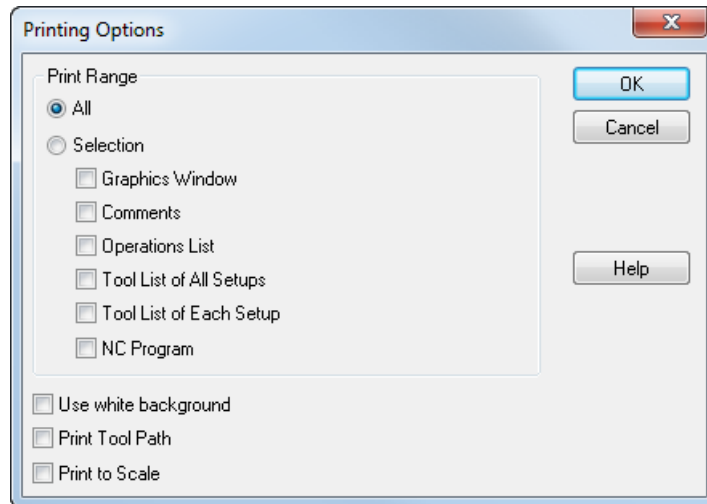 Printing Options
Print Range
All
Selection
Graphics Window
Comments
Operations List
Tool List of All Setups
Tool List of Each Setup
NC Program
Use white background
Print Tool Path
Print to Scale
OK
Cancel
Help